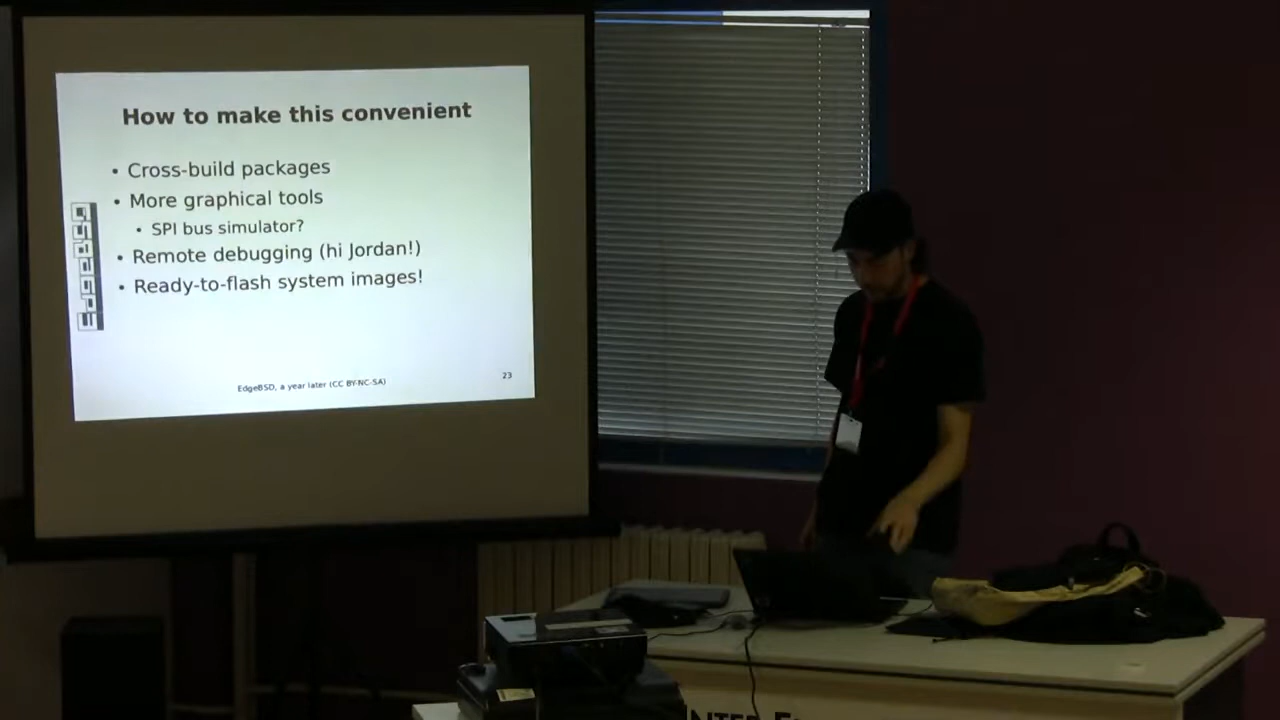 How to make this convenient
• Cross-build packages
• More graphical tools
• SPI bus simulator?
• Remote debugging (hi Jordan!)
• Ready-to-flash system images!
EdgeBSD
EdgeBSD, a year later (CC BY-NC-SA)
23